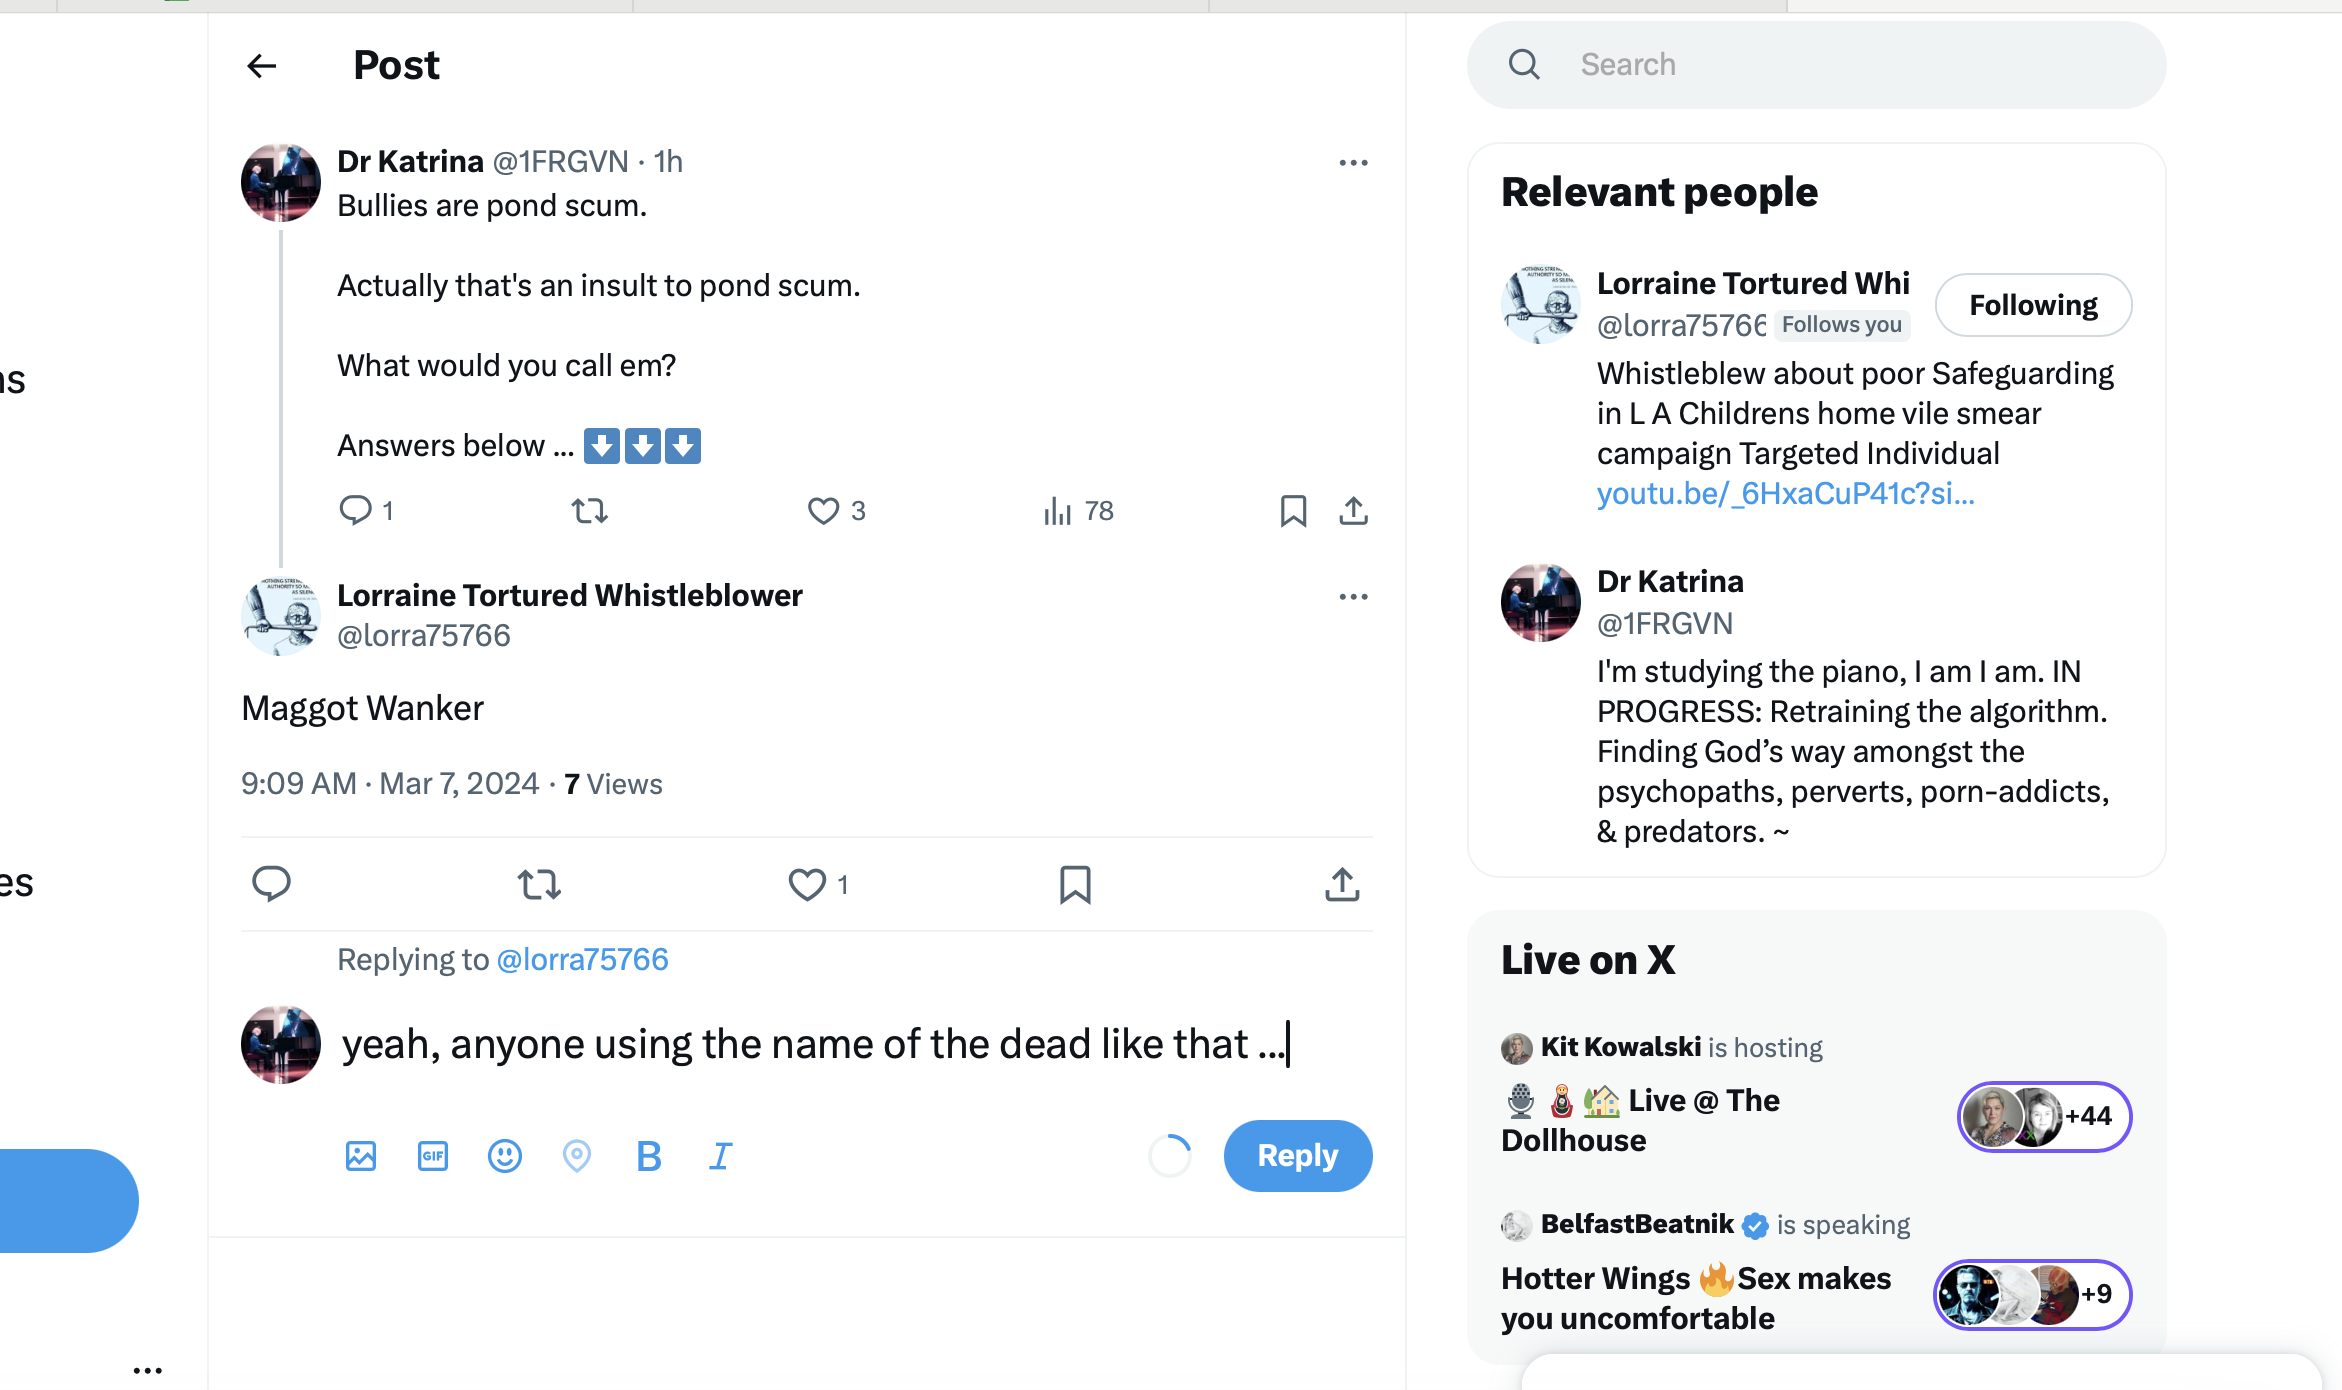 Post
Dr Katrina @1FRGVN · 1h
Bullies are pond scum.
Actually that's an insult to pond scum.
What would you call em?
Answers below ... ⬇️⬇️⬇️
1
3
78
Lorraine Tortured Whistleblower
@lorra75766
Maggot Wanker
9:09 AM · Mar 7, 2024 · 7 Views
1
Replying to @lorra75766
yeah, anyone using the name of the dead like that ...
GIF
B I
Reply
Search
Relevant people
Lorraine Tortured Whi
@lorra75766 Follows you
Following
Whistleblew about poor Safeguarding
in L A Childrens home vile smear
campaign Targeted Individual
youtu.be/_6HxaCuP41c?si...
Dr Katrina
@1FRGVN
I'm studying the piano, I am I am. IN
PROGRESS: Retraining the algorithm.
Finding God’s way amongst the
psychopaths, perverts, porn-addicts,
& predators. ~
Live on X
Kit Kowalski is hosting
🎙️🪆🏡 Live @ The
Dollhouse
+44
BelfastBeatnik is speaking
Hotter Wings 🔥Sex makes
you uncomfortable
+9
es